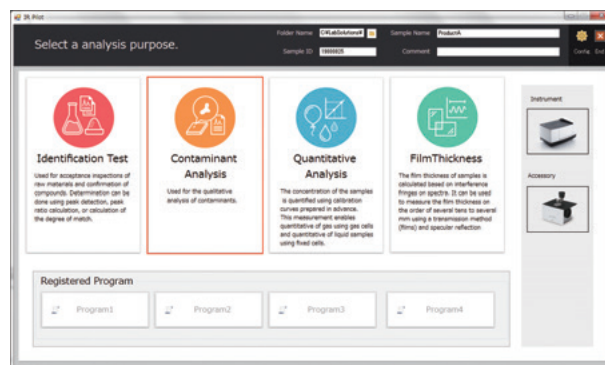 IR Pilot
Select a analysis purpose.
Folder Name C:¥LabSolutions¥
Sample Name ProductA
Sample ID 19000825
Comment
Config End
Identification Test
Used for acceptance inspections of
raw materials and confirmation of
compounds. Determination can be
done using peak detection, peak
ratio calculation, or calculation of
the degree of match.
Contaminant
Analysis
Used for the qualitative
analysis of contaminants.
Quantitative
Analysis
The concentration of the samples
is quantified using calibration
curves prepared in advance.
This measurement enables
quantitative of gas using gas cells
and quantitative of liquid samples
using fixed cells.
FilmThickness
The film thickness of samples is
calculated based on interference
fringes on spectra. It can be used
to measure the film thickness on
the order of several tens to several
mm using a transmission method
(films) and specular reflection
Instrument
Accessory
Registered Program
Program1
Program2
Program3
Program4